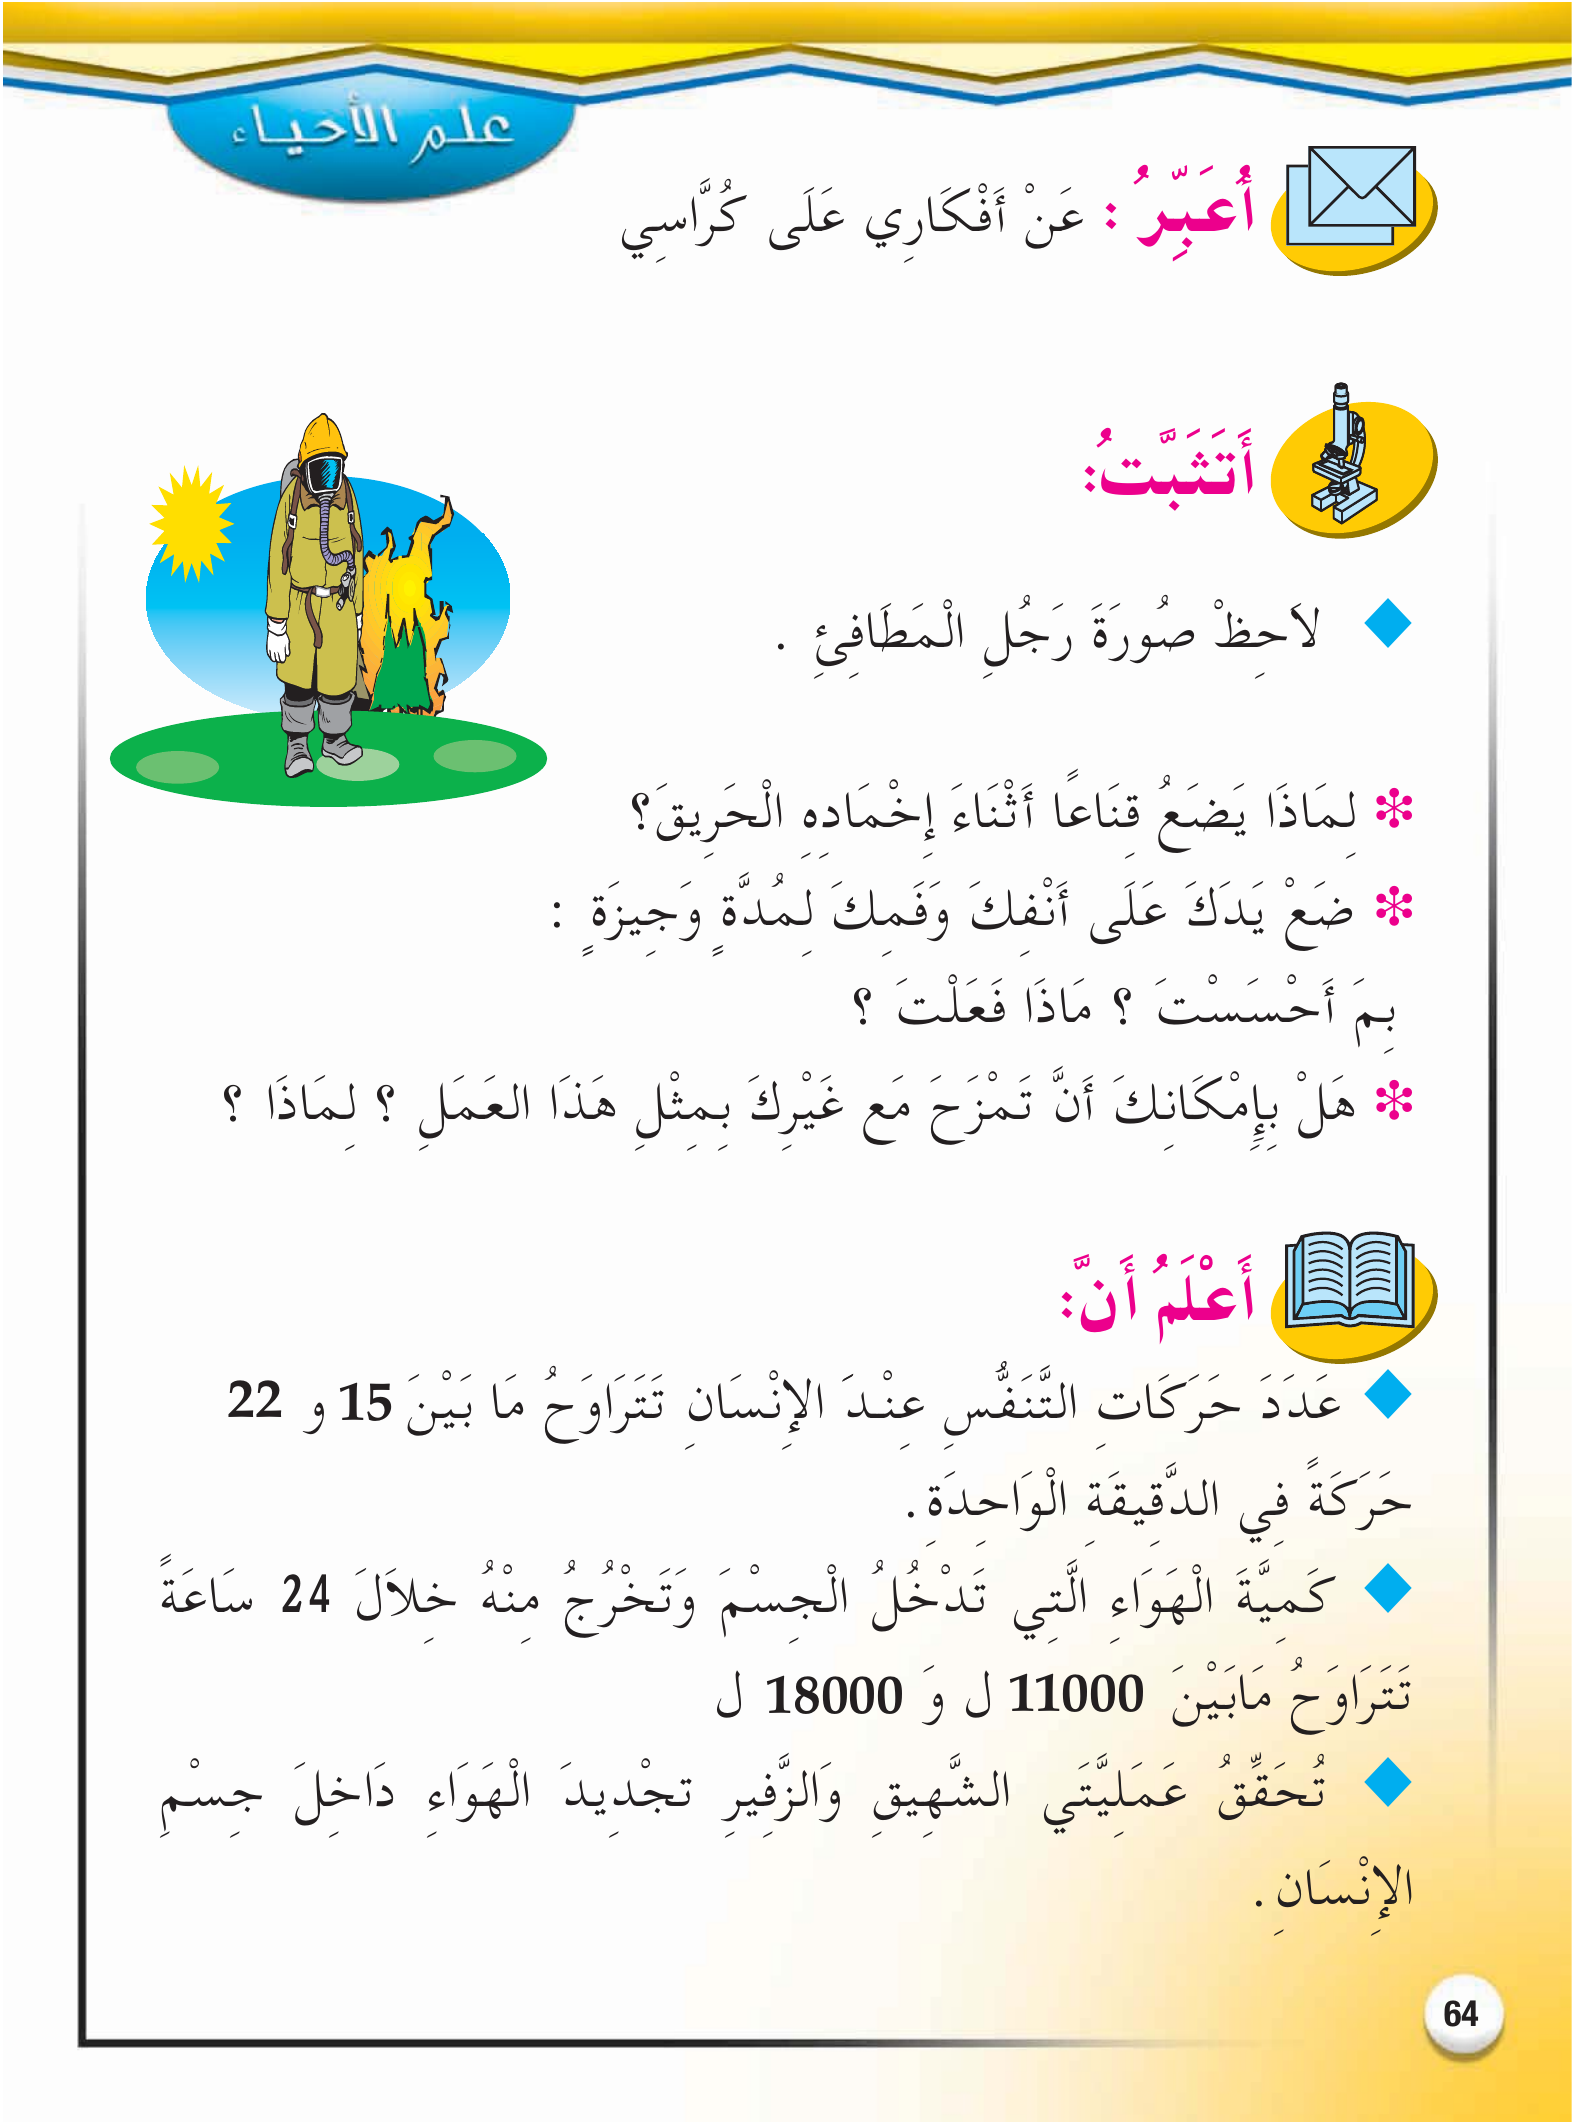 علم الأحياء
أُعَبِّرُ : عَنْ أَفْكَارِي عَلَى كُرَّاسِي
أَتَثَبَّتُ:
لاَحِظْ صُورَةَ رَجُلِ الْمَطَافِئِ .
لِمَاذَا يَضَعُ قِنَاعًا أَثْنَاءَ إِخْمَادِهِ الْحَرِيقَ؟
ضَعْ يَدَكَ عَلَى أَنْفِكَ وَفَمِكَ لِمُدَّةٍ وَجِيزَةٍ :
بِمَ أَحْسَسْتَ ؟ مَاذَا فَعَلْتَ ؟
هَلْ بِإِمْكَانِكَ أَنَّ تَمْزَحَ مَع غَيْرِكَ بِمِثْلِ هَذَا العَمَلِ ؟ لِمَاذَا ؟
أَعْلَمُ أَنَّ:
عَدَدَ حَرَكَاتِ التَّنَفُّسِ عِنْدَ الإِنْسَانِ تَتَرَاوَحُ مَا بَيْنَ 15 و 22
حَرَكَةً فِي الدَّقِيقَةِ الْوَاحِدَةِ .
كَمِيَّةَ الْهَوَاءِ الَّتِي تَدْخُلُ الْجِسْمَ وَتَخْرُجُ مِنْهُ خِلاَلَ 24 سَاعَةً
تَتَرَاوَحُ مَابَيْنَ 11000 ل وَ 18000 ل
تُحَقِّقُ عَمَلِيَّتَي الشَّهِيقِ وَالزَّفِيرِ تجْدِيدَ الْهَوَاءِ دَاخِلَ جِسْمِ
الإِنْسَانِ .
64